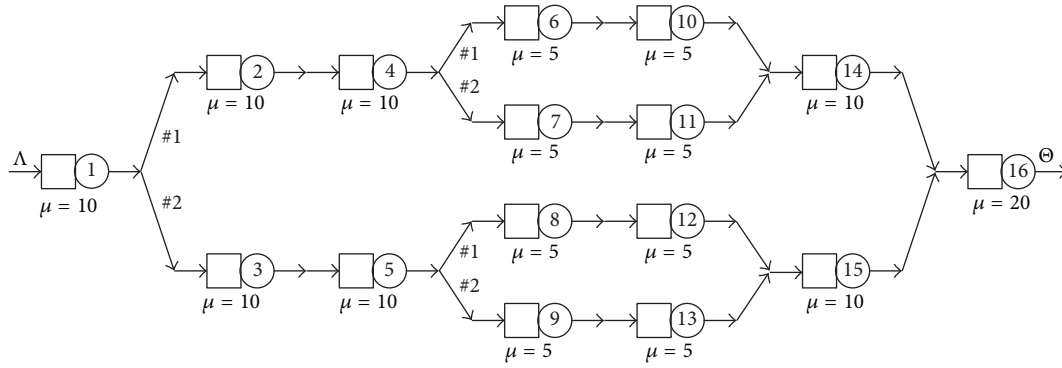 6 10
#1 μ = 5 μ = 5
2 4 14
μ = 10 μ = 10 #2 μ = 10
7 11
#1 μ = 5 μ = 5
Λ 1 16 Θ
μ = 10 #2 μ = 20
8 12
#1 μ = 5 μ = 5
3 5 15
μ = 10 μ = 10 #2 μ = 10
9 13
μ = 5 μ = 5